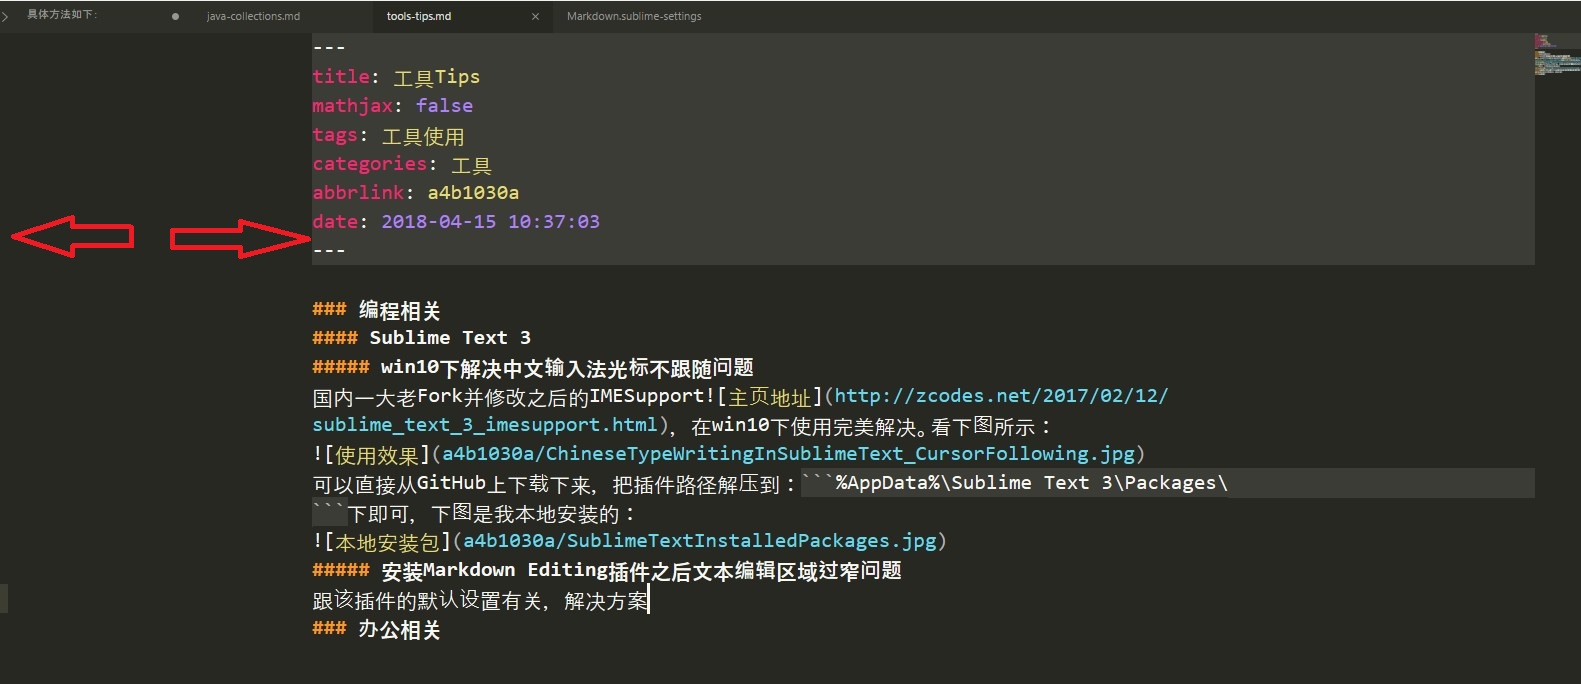 具体方法如下:
java-collections.md
tools-tips.md
Markdown.sublime-settings
---
title: 工具Tips
mathjax: false
tags: 工具使用
categories: 工具
abbrlink: a4b1030a
date: 2018-04-15 10:37:03
---
### 编程相关
#### Sublime Text 3
##### win10下解决中文输入法光标不跟随问题
国内一大老Fork并修改之后的IMESupport![主页地址](http://zcodes.net/2017/02/12/
sublime_text_3_imesupport.html)，在win10下使用完美解决。看下图所示：
![使用效果](a4b1030a/ChineseTypeWritingInSublimeText_CursorFollowing.jpg)
可以直接从GitHub上下载下来，把插件路径解压到：```%AppData%\Sublime Text 3\Packages\
```下即可，下图是我本地安装的：
![本地安装包](a4b1030a/SublimeTextInstalledPackages.jpg)
##### 安装Markdown Editing插件之后文本编辑区域过窄问题
跟该插件的默认设置有关，解决方案
### 办公相关